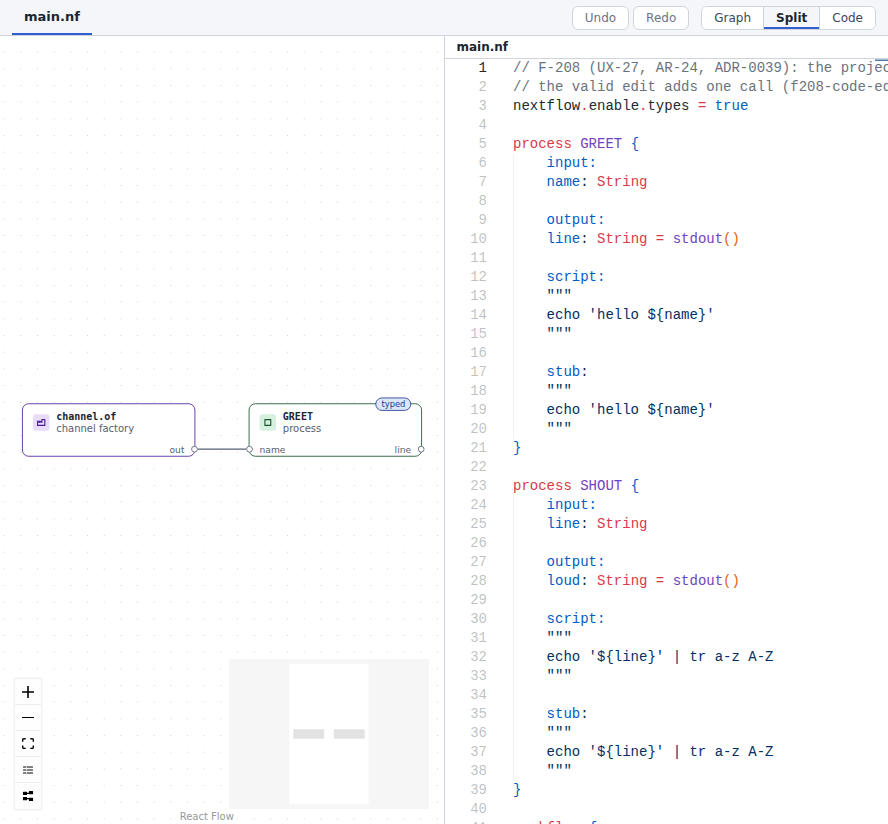 main.nf
Undo Redo Graph Split Code
main.nf
1 // F-208 (UX-27, AR-24, ADR-0039): the projec
2 // the valid edit adds one call (f208-code-ed
3 nextflow.enable.types = true
4
5 process GREET {
6 input:
7 name: String
8
9 output:
10 line: String = stdout()
11
12 script:
13 """
14 echo 'hello ${name}'
15 """
16
17 stub:
18 """
19 echo 'hello ${name}'
20 """
21 }
22
23 process SHOUT {
24 input:
25 line: String
26
27 output:
28 loud: String = stdout()
29
30 script:
31 """
32 echo '${line}' | tr a-z A-Z
33 """
34
35 stub:
36 """
37 echo '${line}' | tr a-z A-Z
38 """
39 }
40
channel.of
channel factory
out
typed
GREET
process
name line
React Flow